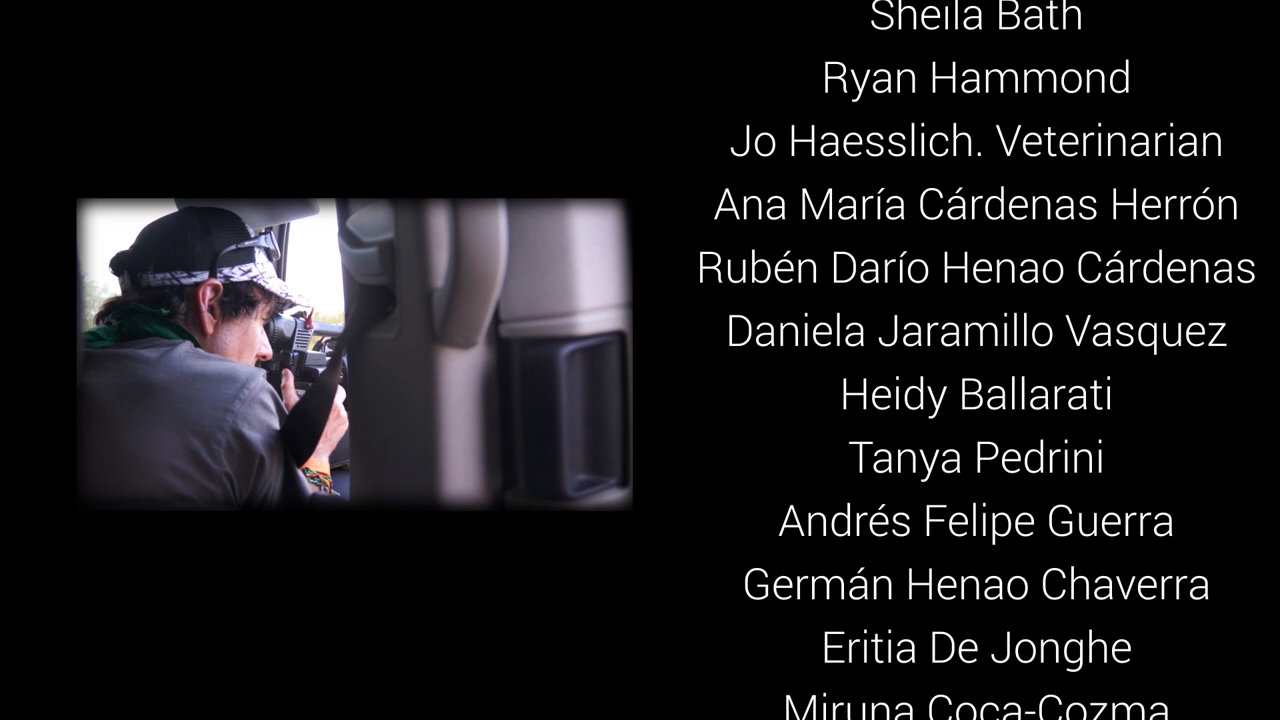 Sheila Bath
Ryan Hammond
Jo Haesslich. Veterinarian
Ana María Cárdenas Herrón
Rubén Darío Henao Cárdenas
Daniela Jaramillo Vasquez
Heidy Ballarati
Tanya Pedrini
Andrés Felipe Guerra
Germán Henao Chaverra
Eritia De Jonghe
Miruna Coca-Cozma